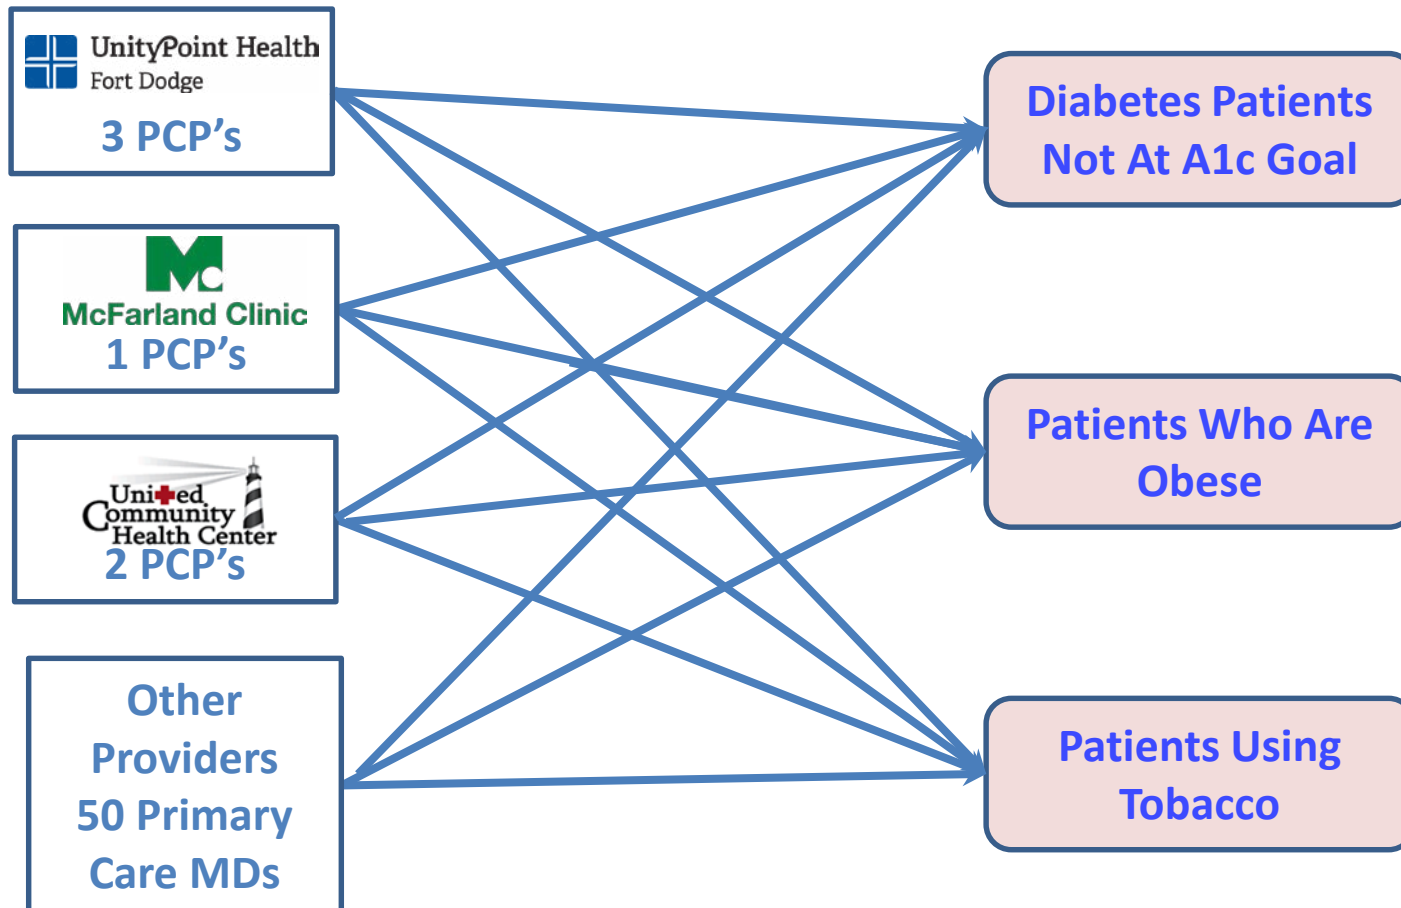 UnityPoint Health
Fort Dodge
3 PCP's
Mc
McFarland Clinic
1 PCP's
United
Community
Health Center
2 PCP's
Other
Providers
50 Primary
Care MDs
Diabetes Patients
Not At A1c Goal
Patients Who Are
Obese
Patients Using
Tobacco